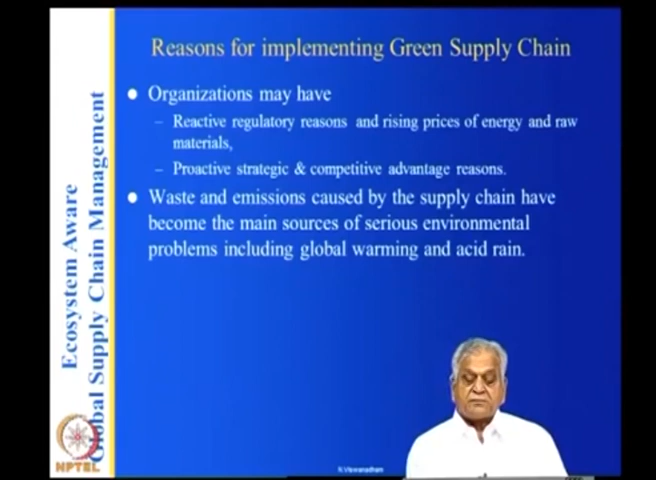 Reasons for implementing Green Supply Chain
Organizations may have
– Reactive regulatory reasons and rising prices of energy and raw
materials,
– Proactive strategic & competitive advantage reasons.
Waste and emissions caused by the supply chain have
become the main sources of serious environmental
problems including global warming and acid rain.
Ecosystem Aware
Global Supply Chain Management
NPTEL
N.Viswanadham